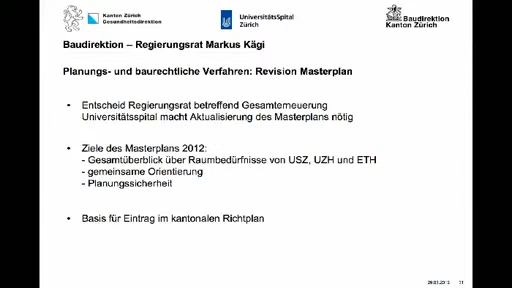 Kanton Zürich
Gesundheitsdirektion
UniversitätsSpital
Zürich
Baudirektion
Kanton Zürich
Baudirektion – Regierungsrat Markus Kägi
Planungs- und baurechtliche Verfahren: Revision Masterplan
• Entscheid Regierungsrat betreffend Gesamterneuerung
Universitätsspital macht Aktualisierung des Masterplans nötig
• Ziele des Masterplans 2012:
- Gesamtüberblick über Raumbedürfnisse von USZ, UZH und ETH
- gemeinsame Orientierung
- Planungssicherheit
• Basis für Eintrag im kantonalen Richtplan